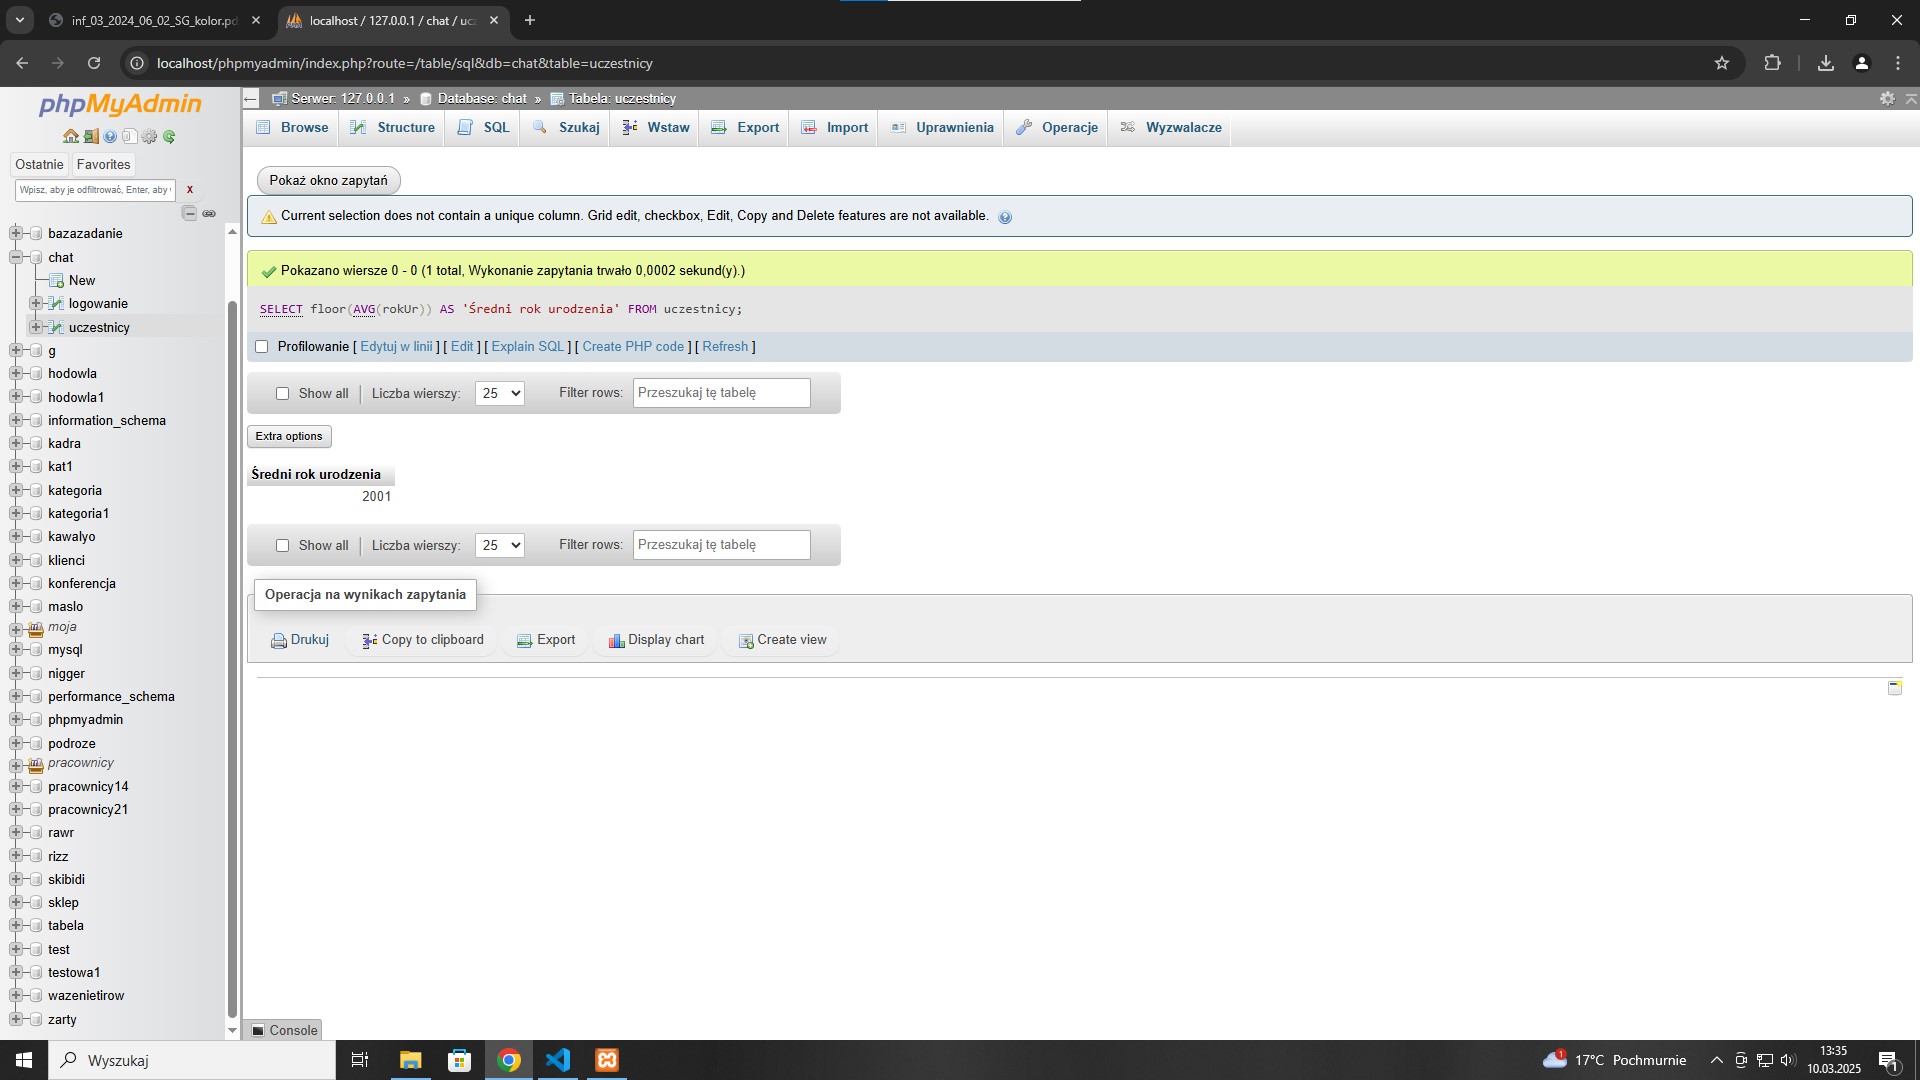 inf_03_2024_06_02_SG_kolor.pd
localhost / 127.0.0.1 / chat / ucz
localhost/phpmyadmin/index.php?route=/table/sql&db=chat&table=uczestnicy
phpMyAdmin
Ostatnie Favorites
Wpisz, aby je odfiltrować, Enter, aby X
bazazadanie
chat
New
logowanie
uczestnicy
g
hodowla
hodowla1
information_schema
kadra
kat1
kategoria
kategoria1
kawalyo
klienci
konferencja
maslo
moja
mysql
nigger
performance_schema
phpmyadmin
podroze
pracownicy
pracownicy14
pracownicy21
rawr
rizz
skibidi
sklep
tabela
test
testowa1
wazenietirow
zarty
Serwer: 127.0.0.1 » Database: chat » Tabela: uczestnicy
Browse Structure SQL Szukaj Wstaw Export Import Uprawnienia Operacje Wyzwalacze
Pokaż okno zapytań
Current selection does not contain a unique column. Grid edit, checkbox, Edit, Copy and Delete features are not available.
Pokazano wiersze 0 - 0 (1 total, Wykonanie zapytania trwało 0,0002 sekund(y).)
SELECT floor(AVG(rokUr)) AS 'Średni rok urodzenia' FROM uczestnicy;
Profilowanie [ Edytuj w linii ] [ Edit ] [ Explain SQL ] [ Create PHP code ] [ Refresh ]
Show all | Liczba wierszy: 25 Filter rows: Przeszukaj tę tabelę
Extra options
Średni rok urodzenia
2001
Show all | Liczba wierszy: 25 Filter rows: Przeszukaj tę tabelę
Operacja na wynikach zapytania
Drukuj Copy to clipboard Export Display chart Create view
Console
Wyszukaj
1
17°C Pochmurnie
13:35
10.03.2025
1